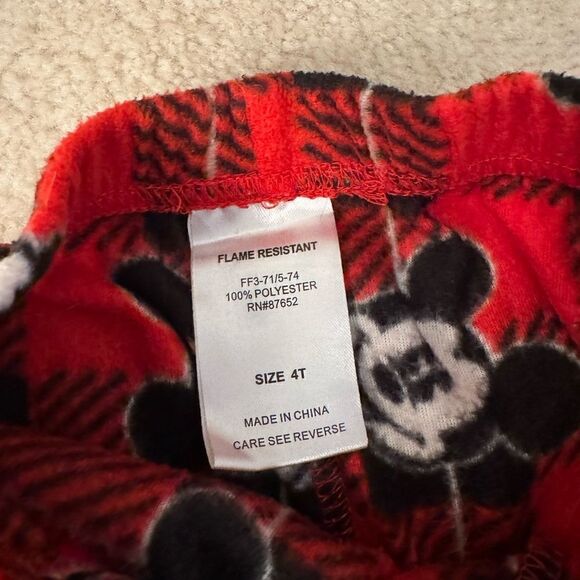 FLAME RESISTANT
FF3-71/5-74
100% POLYESTER
RN#87652
SIZE 4T
MADE IN CHINA
CARE SEE REVERSE